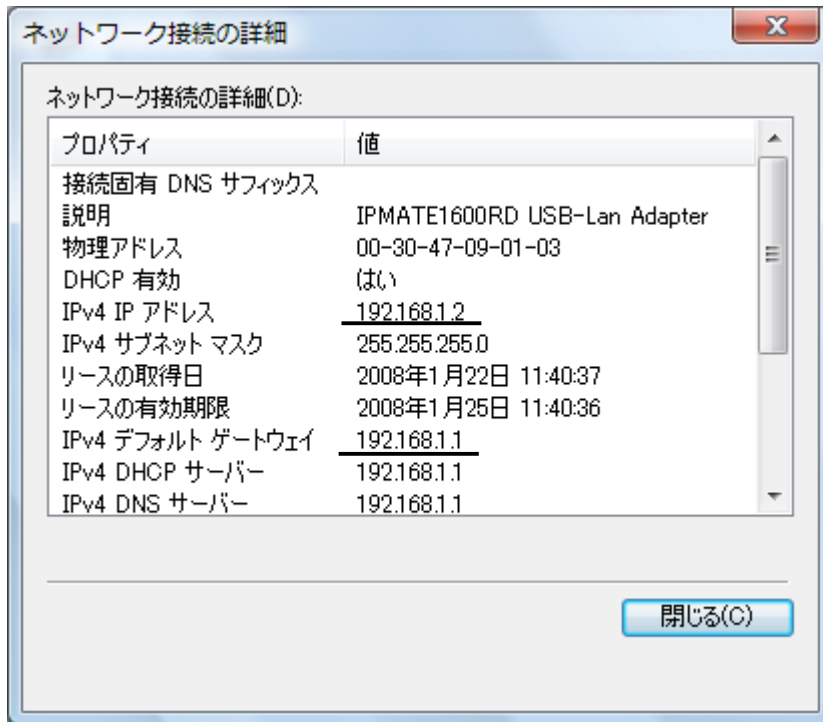 ネットワーク接続の詳細
ネットワーク接続の詳細(D):
プロパティ 値
接続固有 DNS サフィックス
説明 IPMATE1600RD USB-Lan Adapter
物理アドレス 00-30-47-09-01-03
DHCP 有効 はい
IPv4 IP アドレス 192.168.1.2
IPv4 サブネット マスク 255.255.255.0
リースの取得日 2008年1月22日 11:40:37
リースの有効期限 2008年1月25日 11:40:36
IPv4 デフォルト ゲートウェイ 192.168.1.1
IPv4 DHCP サーバー 192.168.1.1
IPv4 DNS サーバー 192.168.1.1
閉じる(C)